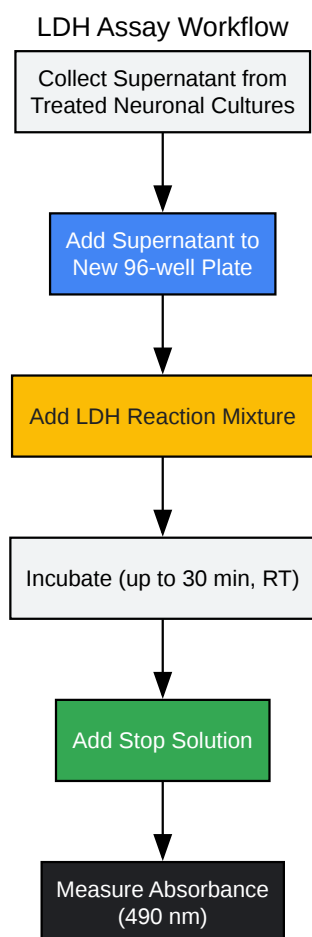 LDH Assay Workflow
Collect Supernatant from
Treated Neuronal Cultures
Add Supernatant to
New 96-well Plate
Add LDH Reaction Mixture
Incubate (up to 30 min, RT)
Add Stop Solution
Measure Absorbance
(490 nm)